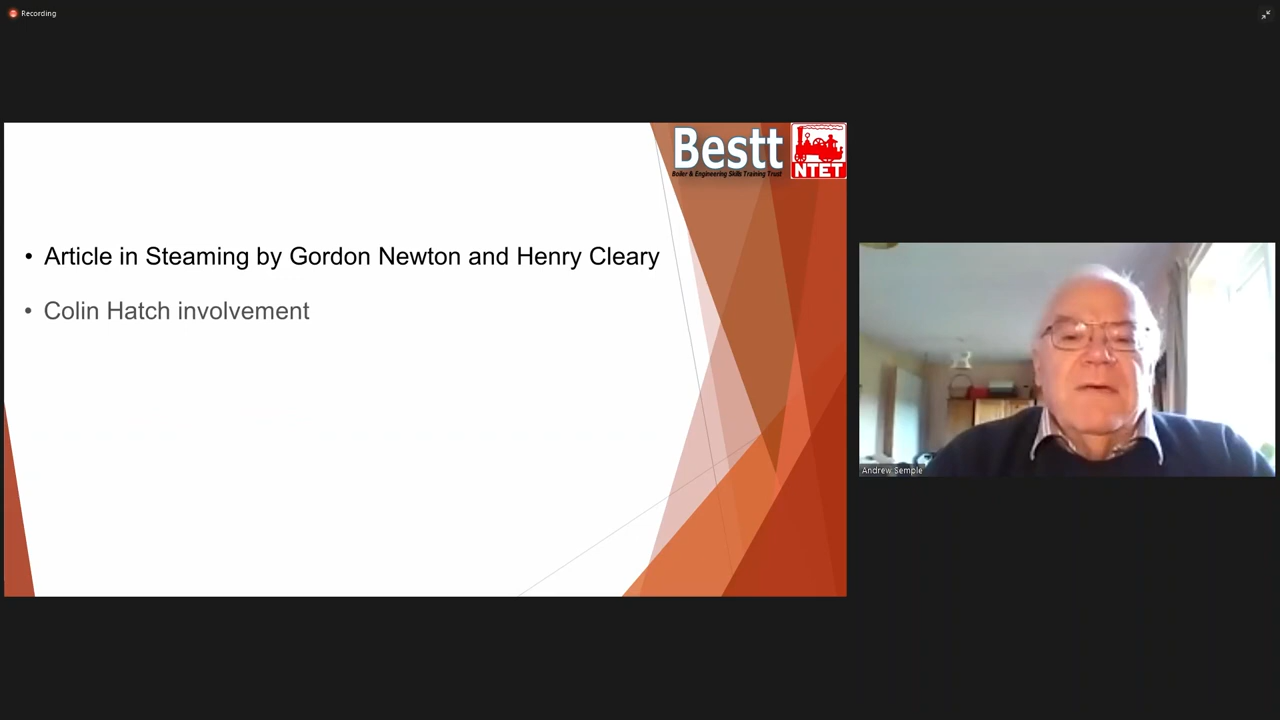 Recording
Bestt
Boiler & Engineering Skills Training Trust
NTET
• Article in Steaming by Gordon Newton and Henry Cleary
• Colin Hatch involvement
Andrew Semple